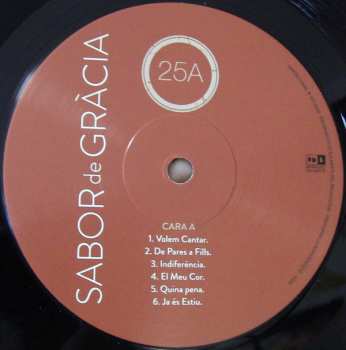 25A
SABOR de GRÀCIA
CARA A
1. Volem Cantar.
2. De Pares a Fills.
3. Indiferència.
4. El Meu Cor.
5. Quina pena.
6. Ja és Estiu.